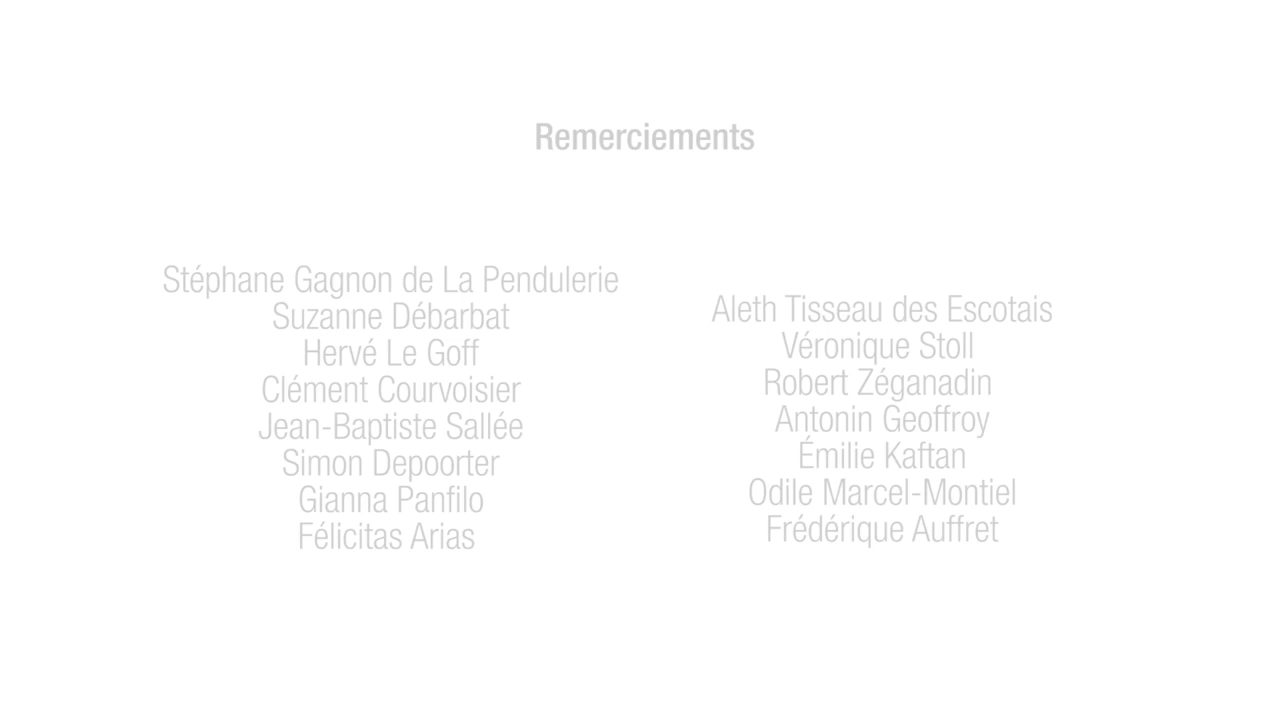 Remerciements
Stéphane Gagnon de La Pendulerie
Suzanne Débarbat
Hervé Le Goff
Clément Courvoisier
Jean-Baptiste Sallée
Simon Depoorter
Gianna Panfilo
Félicitas Arias
Aleth Tisseau des Escotais
Véronique Stoll
Robert Zéganadin
Antonin Geoffroy
Émilie Kaftan
Odile Marcel-Montiel
Frédérique Auffret